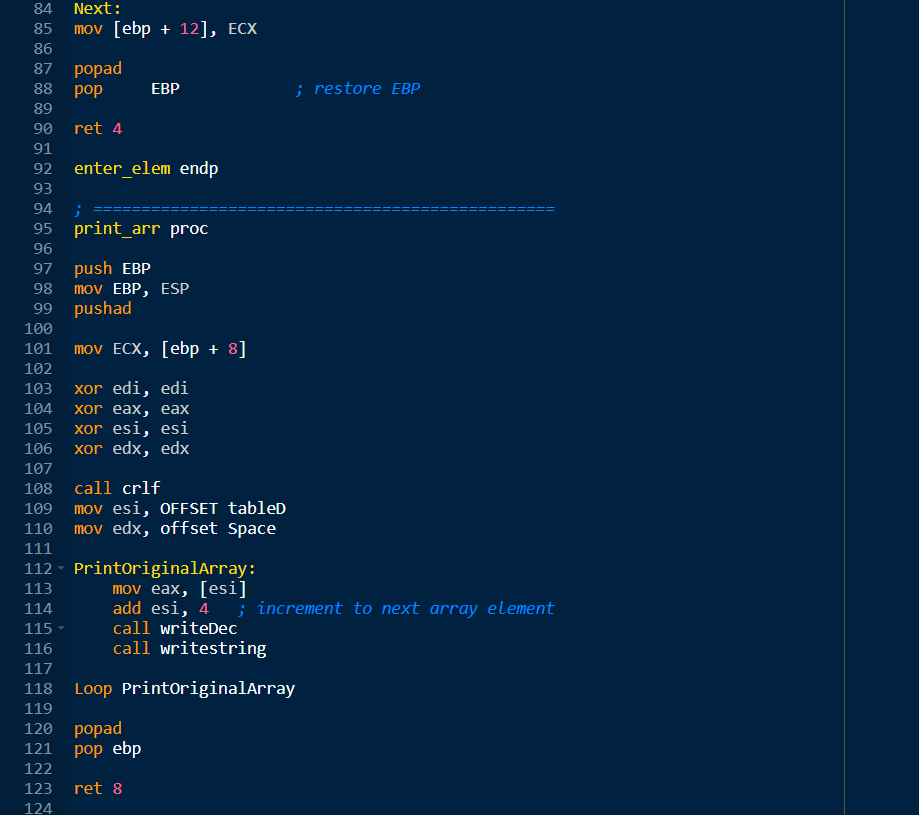 84 Next:
85 mov [ebp + 12], ECX
86
87 popad
88 pop     EBP            ; restore EBP
89
90 ret 4
91
92 enter_elem endp
93
94 ; ================================================
95 print_arr proc
96
97 push EBP
98 mov EBP, ESP
99 pushad
100
101 mov ECX, [ebp + 8]
102
103 xor edi, edi
104 xor eax, eax
105 xor esi, esi
106 xor edx, edx
107
108 call crlf
109 mov esi, OFFSET tableD
110 mov edx, offset Space
111
112 PrintOriginalArray:
113     mov eax, [esi]
114     add esi, 4   ; increment to next array element
115     call writeDec
116     call writestring
117
118 Loop PrintOriginalArray
119
120 popad
121 pop ebp
122
123 ret 8
124